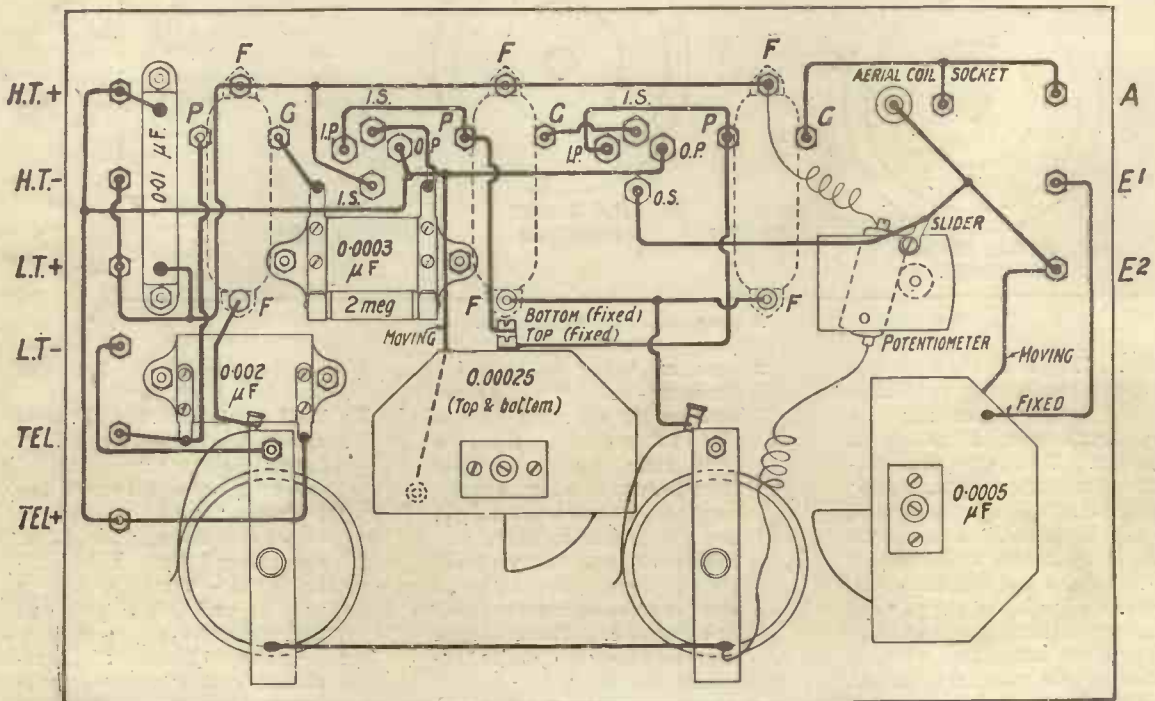 H.T.+
H.T.-
L.T.+
L.T-
TEL.
TEL+
0·01 µF.
P
F
G
I.P.
I.S.
O.P.
I.S.
P
F
G
I.S.
I.P.
O.P.
O.S.
P
F
G
AERIAL COIL SOCKET
A
E1
E2
0.0003
µF
2 meg
F
F
BOTTOM (Fixed)
TOP (Fixed)
F
SLIDER
POTENTIOMETER
MOVING
MOVING
FIXED
0·002
µF
0.00025
(Top & bottom)
0·0005
µF